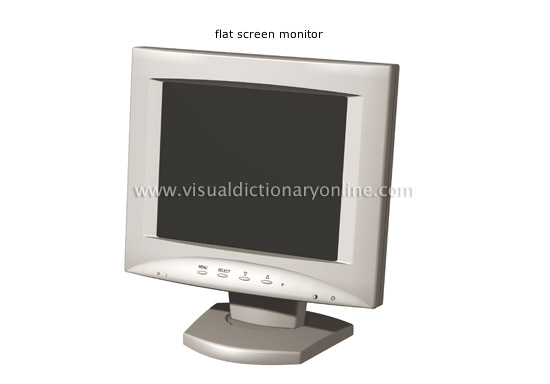 flat screen monitor
www.visualdictionaryonline.com
MENU SELECT